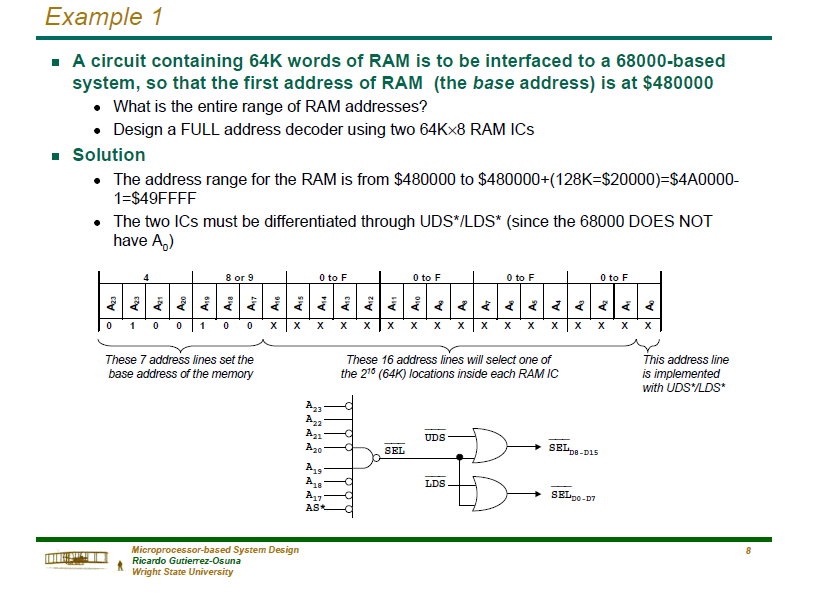 Example 1
A circuit containing 64K words of RAM is to be interfaced to a 68000-based
system, so that the first address of RAM (the base address) is at $480000
What is the entire range of RAM addresses?
Design a FULL address decoder using two 64K×8 RAM ICs
Solution
The address range for the RAM is from $480000 to $480000+(128K=$20000)=$4A0000-
1=$49FFFF
The two ICs must be differentiated through UDS*/LDS* (since the 68000 DOES NOT
have A0)
4 8 or 9 0 to F 0 to F 0 to F 0 to F
A23 A23 A21 A20 A19 A18 A17 A16 A15 A14 A13 A12 A11 A10 A9 A8 A7 A6 A5 A4 A3 A2 A1 A0
0 1 0 0 1 0 0 X X X X X X X X X X X X X X X X X
These 7 address lines set the
base address of the memory
These 16 address lines will select one of
the 2^16 (64K) locations inside each RAM IC
This address line
is implemented
with UDS*/LDS*
A23
A22
A21
A20
A19
A18
A17
AS*
SEL
UDS
LDS
SEL D8-D15
SEL D0-D7
Microprocessor-based System Design
Ricardo Gutierrez-Osuna
Wright State University
8